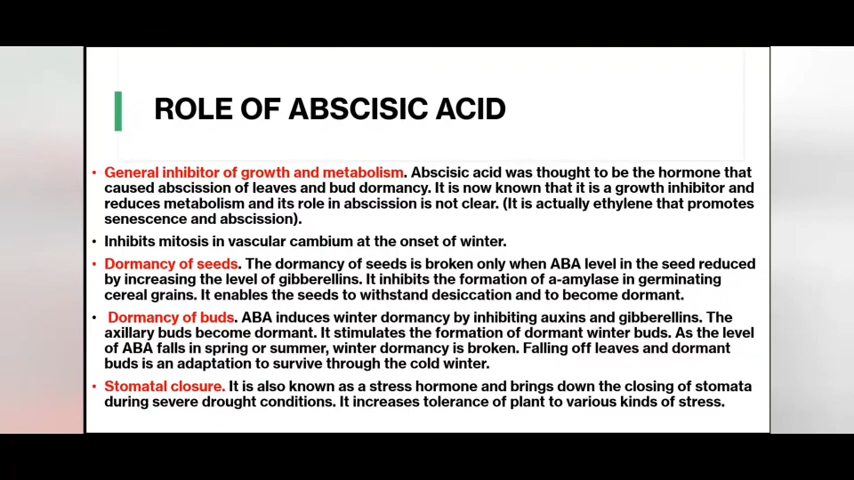 ROLE OF ABSCISIC ACID
• General inhibitor of growth and metabolism. Abscisic acid was thought to be the hormone that
caused abscission of leaves and bud dormancy. It is now known that it is a growth inhibitor and
reduces metabolism and its role in abscission is not clear. (It is actually ethylene that promotes
senescence and abscission).
• Inhibits mitosis in vascular cambium at the onset of winter.
• Dormancy of seeds. The dormancy of seeds is broken only when ABA level in the seed reduced
by increasing the level of gibberellins. It inhibits the formation of a-amylase in germinating
cereal grains. It enables the seeds to withstand desiccation and to become dormant.
• Dormancy of buds. ABA induces winter dormancy by inhibiting auxins and gibberellins. The
axillary buds become dormant. It stimulates the formation of dormant winter buds. As the level
of ABA falls in spring or summer, winter dormancy is broken. Falling off leaves and dormant
buds is an adaptation to survive through the cold winter.
• Stomatal closure. It is also known as a stress hormone and brings down the closing of stomata
during severe drought conditions. It increases tolerance of plant to various kinds of stress.